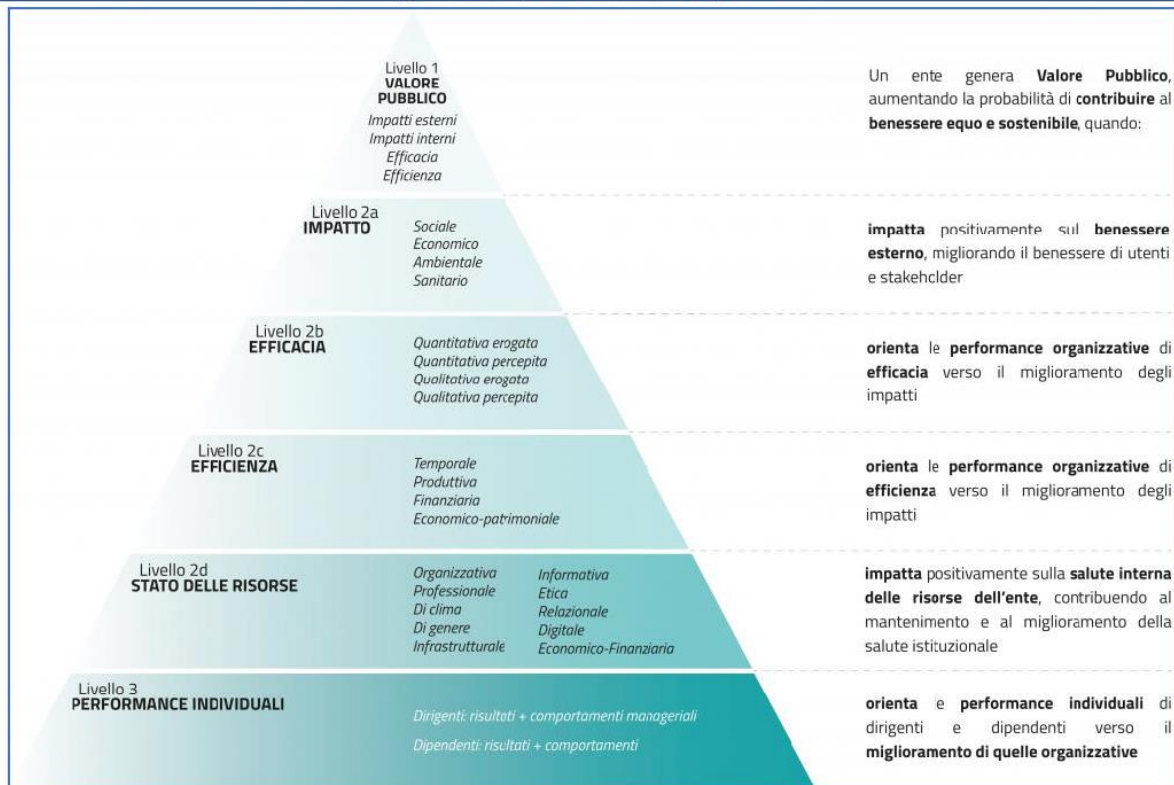 Livello 1
VALORE
PUBBLICO
Impatti esterni
Impatti interni
Efficacia
Efficienza
Un ente genera Valore Pubblico,
aumentando la probabilità di contribuire al
benessere equo e sostenibile, quando:
Livello 2a
IMPATTO
Sociale
Economico
Ambientale
Sanitario
impatta positivamente sul benessere
esterno, migliorando il benessere di utenti
e stakeholder
Livello 2b
EFFICACIA
Quantitativa erogata
Quantitativa percepita
Qualitativa erogata
Qualitativa percepita
orienta le performance organizzative di
efficacia verso il miglioramento degli
impatti
Livello 2c
EFFICIENZA
Temporale
Produttiva
Finanziaria
Economico-patrimoniale
orienta le performance organizzative di
efficienza verso il miglioramento degli
impatti
Livello 2d
STATO DELLE RISORSE
Organizzativa
Professionale
Di clima
Di genere
Infrastrutturale
Informativa
Etica
Relazionale
Digitale
Economico-Finanziaria
impatta positivamente sulla salute interna
delle risorse dell'ente, contribuendo al
mantenimento e al miglioramento della
salute istituzionale
Livello 3
PERFORMANCE INDIVIDUALI
Dirigenti: risultati + comportamenti manageriali
Dipendenti: risultati + comportamenti
orienta e performance individuali di
dirigenti e dipendenti verso il
miglioramento di quelle organizzative